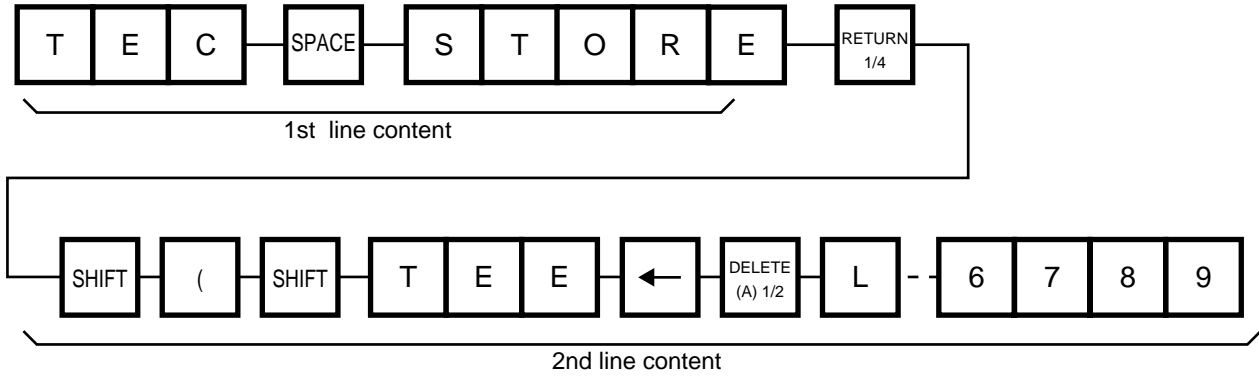 T E C SPACE S T O R E RETURN 1/4
1st line content
SHIFT ( SHIFT T E E ← DELETE (A) 1/2 L - - 6 7 8 9
2nd line content